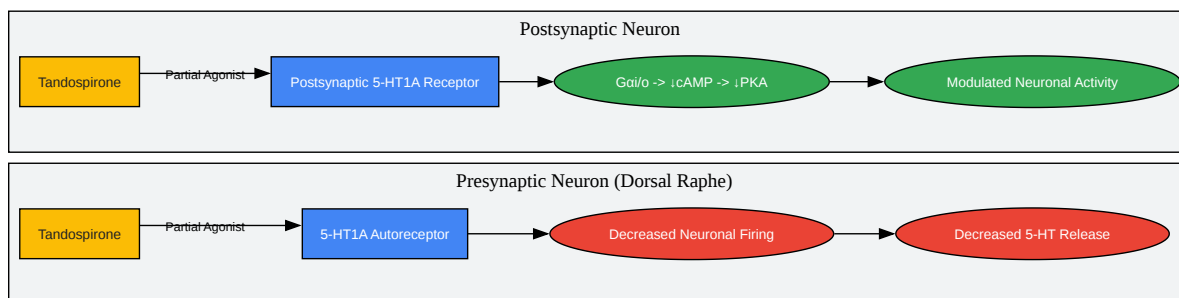 Postsynaptic Neuron
Tandospirone
Partial Agonist
Postsynaptic 5-HT1A Receptor
Gαi/o -> ↓cAMP -> ↓PKA
Modulated Neuronal Activity
Presynaptic Neuron (Dorsal Raphe)
Tandospirone
Partial Agonist
5-HT1A Autoreceptor
Decreased Neuronal Firing
Decreased 5-HT Release